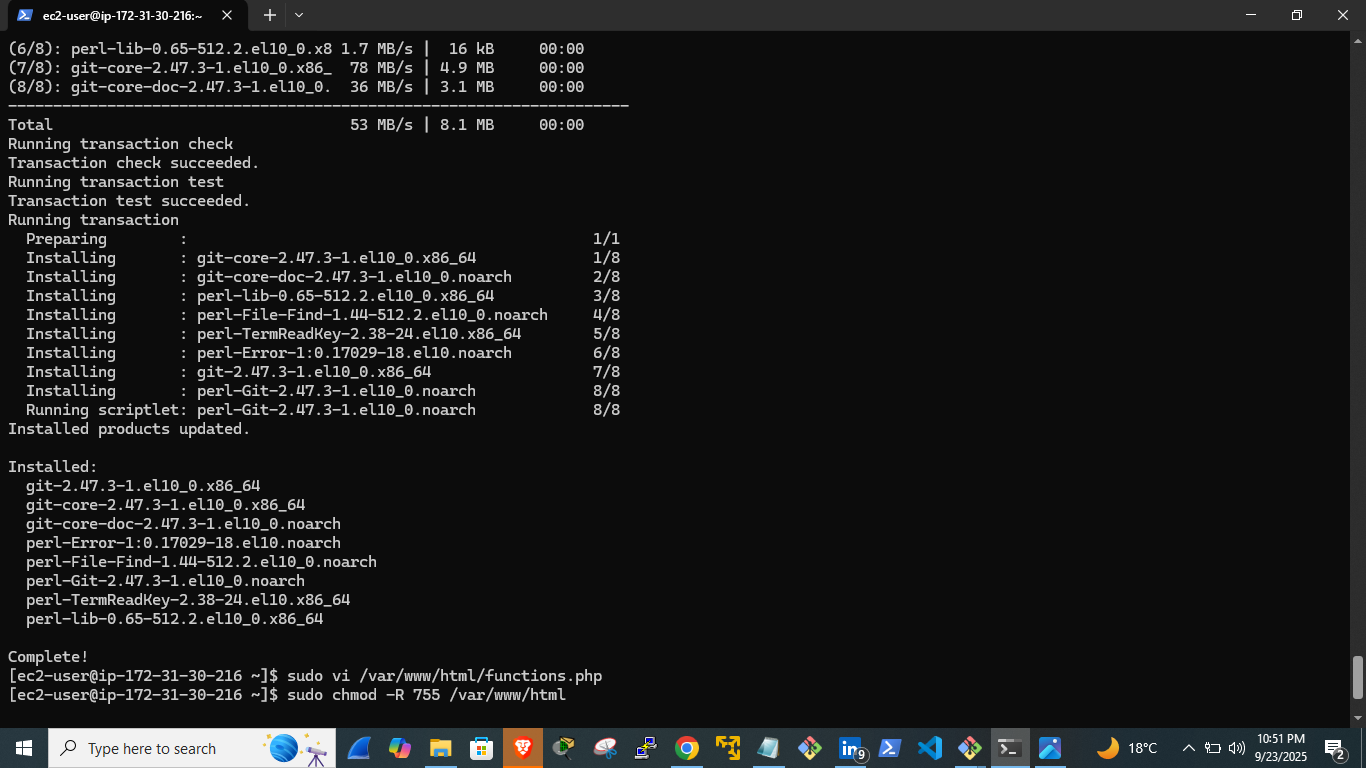 ec2-user@ip-172-31-30-216:~
(6/8): perl-lib-0.65-512.2.el10_0.x8 1.7 MB/s |  16 kB     00:00
(7/8): git-core-2.47.3-1.el10_0.x86_  78 MB/s | 4.9 MB     00:00
(8/8): git-core-doc-2.47.3-1.el10_0.  36 MB/s | 3.1 MB     00:00
---------------------------------------------------------------------
Total                                 53 MB/s | 8.1 MB     00:00
Running transaction check
Transaction check succeeded.
Running transaction test
Transaction test succeeded.
Running transaction
  Preparing        :                                             1/1
  Installing       : git-core-2.47.3-1.el10_0.x86_64             1/8
  Installing       : git-core-doc-2.47.3-1.el10_0.noarch         2/8
  Installing       : perl-lib-0.65-512.2.el10_0.x86_64           3/8
  Installing       : perl-File-Find-1.44-512.2.el10_0.noarch     4/8
  Installing       : perl-TermReadKey-2.38-24.el10.x86_64        5/8
  Installing       : perl-Error-1:0.17029-18.el10.noarch         6/8
  Installing       : git-2.47.3-1.el10_0.x86_64                  7/8
  Installing       : perl-Git-2.47.3-1.el10_0.noarch             8/8
  Running scriptlet: perl-Git-2.47.3-1.el10_0.noarch             8/8
Installed products updated.

Installed:
  git-2.47.3-1.el10_0.x86_64
  git-core-2.47.3-1.el10_0.x86_64
  git-core-doc-2.47.3-1.el10_0.noarch
  perl-Error-1:0.17029-18.el10.noarch
  perl-File-Find-1.44-512.2.el10_0.noarch
  perl-Git-2.47.3-1.el10_0.noarch
  perl-TermReadKey-2.38-24.el10.x86_64
  perl-lib-0.65-512.2.el10_0.x86_64

Complete!
[ec2-user@ip-172-31-30-216 ~]$ sudo vi /var/www/html/functions.php
[ec2-user@ip-172-31-30-216 ~]$ sudo chmod -R 755 /var/www/html
Type here to search
in 9
18°C
10:51 PM
9/23/2025
2